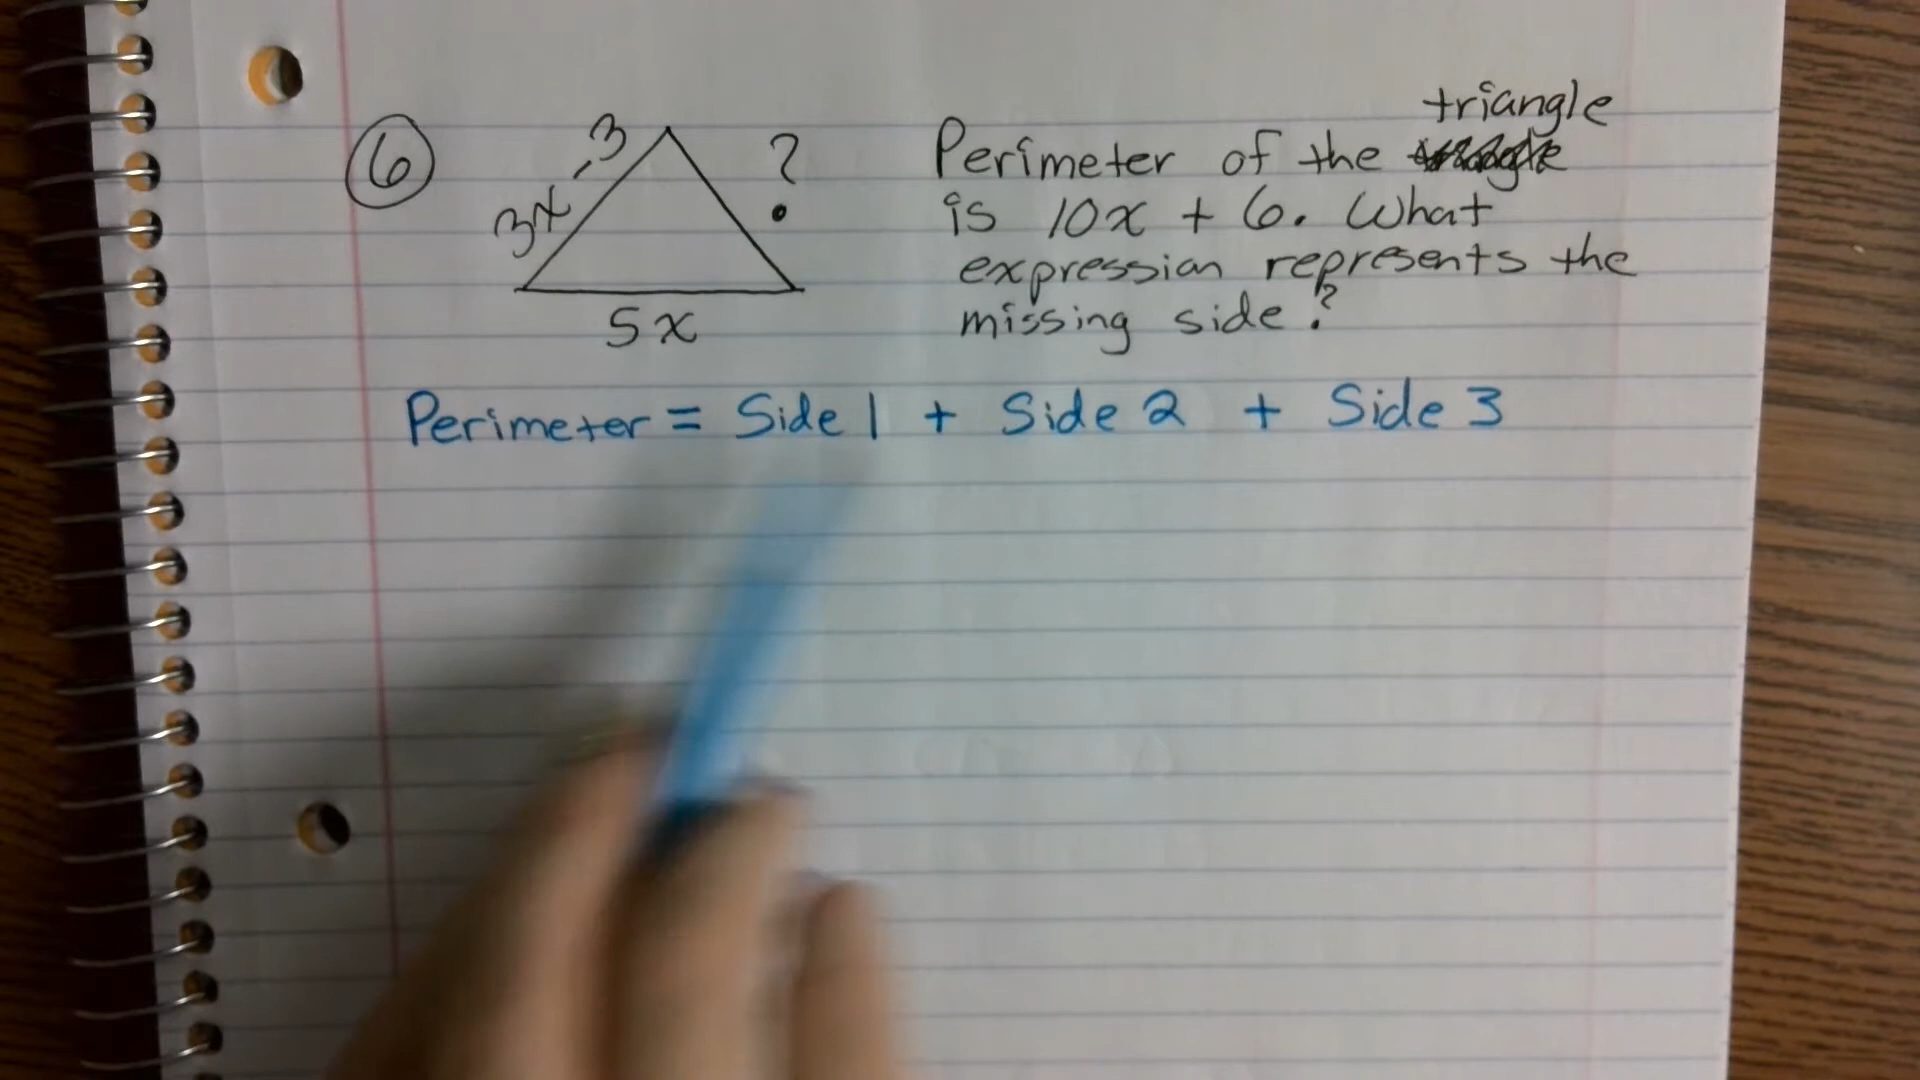 6
3x - 3
?
5x
triangle
Perimeter of the
is 10x + 6. What
expression represents the
missing side?
Perimeter = Side 1 + Side 2 + Side 3